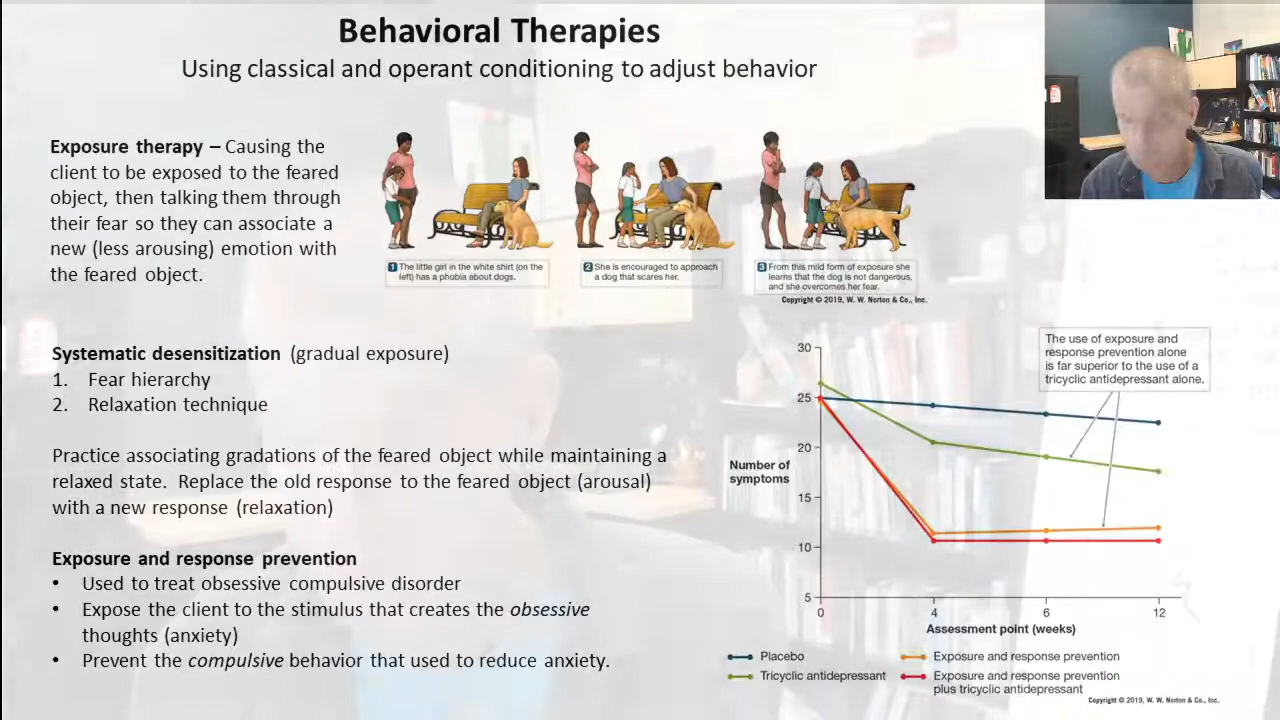 Behavioral Therapies
Using classical and operant conditioning to adjust behavior
Exposure therapy – Causing the
client to be exposed to the feared
object, then talking them through
their fear so they can associate a
new (less arousing) emotion with
the feared object.
1 The little girl in the white shirt (on the
left) has a phobia about dogs.
2 She is encouraged to approach
a dog that scares her.
3 From this mild form of exposure she
learns that the dog is not dangerous,
and she overcomes her fear.
Copyright © 2019, W. W. Norton & Co., Inc.
Systematic desensitization (gradual exposure)
1. Fear hierarchy
2. Relaxation technique
Practice associating gradations of the feared object while maintaining a
relaxed state. Replace the old response to the feared object (arousal)
with a new response (relaxation)
Exposure and response prevention
• Used to treat obsessive compulsive disorder
• Expose the client to the stimulus that creates the obsessive
thoughts (anxiety)
• Prevent the compulsive behavior that used to reduce anxiety.
The use of exposure and
response prevention alone
is far superior to the use of a
tricyclic antidepressant alone.
30
25
20
15
10
5
Number of
symptoms
0 4 6 12
Assessment point (weeks)
Placebo
Tricyclic antidepressant
Exposure and response prevention
Exposure and response prevention
plus tricyclic antidepressant
Copyright © 2019, W. W. Norton & Co., Inc.